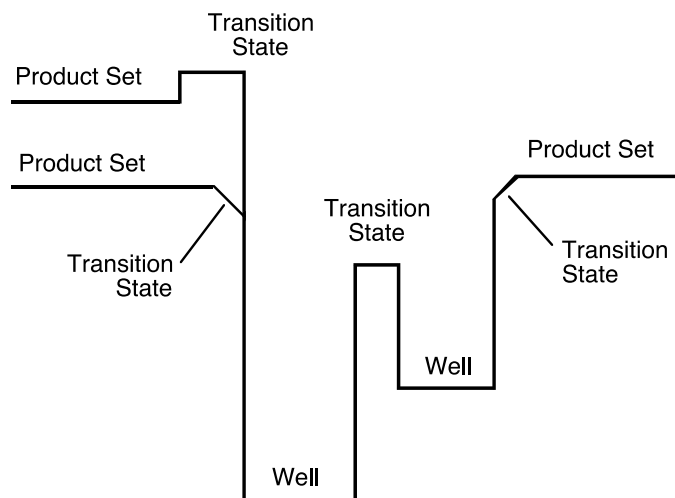 Transition
State
Product Set
Product Set
Product Set
Transition
State
Transition
State
Transition
State
Well
Well